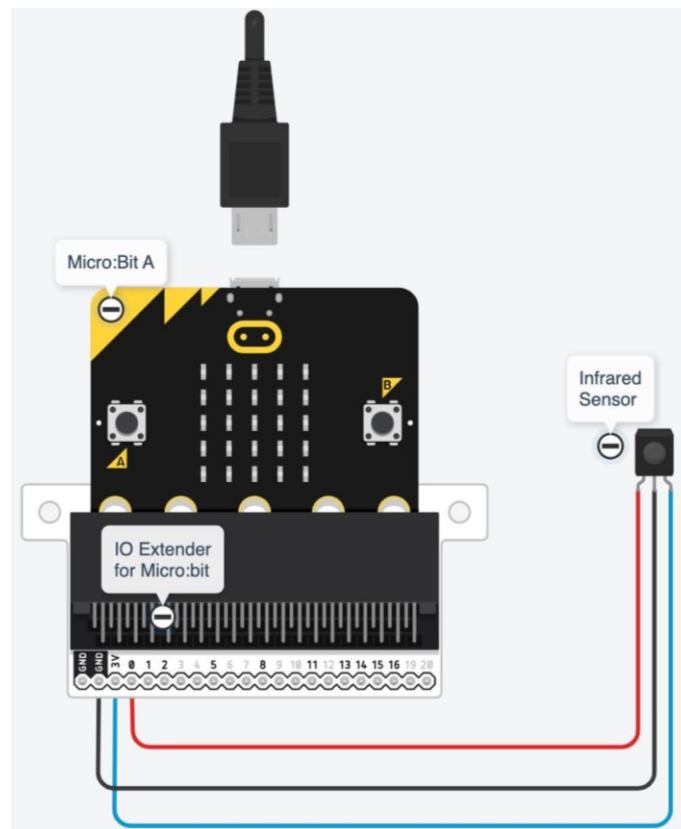 Micro:Bit A
B
Infrared
Sensor
A
IO Extender
for Micro:bit
GND GND 3V 0 1 2 3 4 5 6 7 8 9 10 11 12 13 14 15 16 19 20